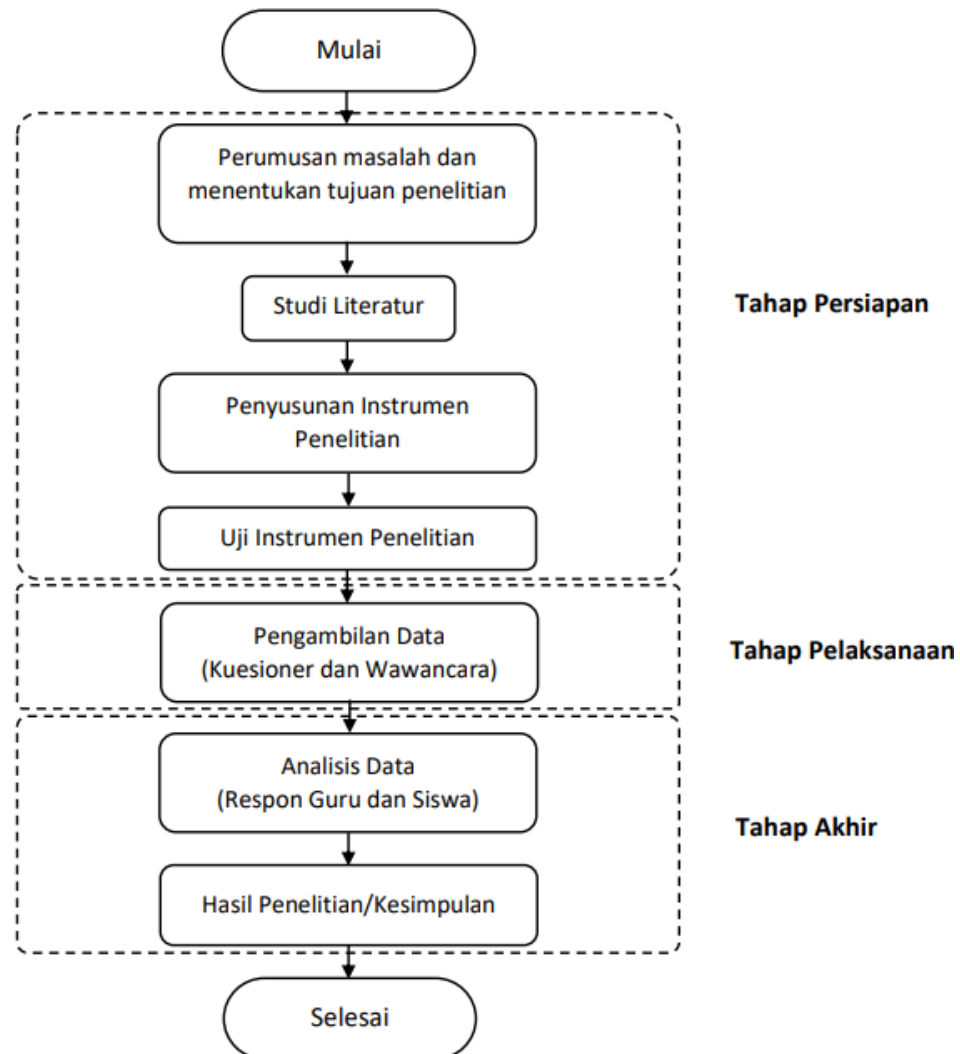 Mulai
Perumusan masalah dan
menentukan tujuan penelitian
Studi Literatur
Tahap Persiapan
Penyusunan Instrumen
Penelitian
Uji Instrumen Penelitian
Pengambilan Data
(Kuesioner dan Wawancara)
Tahap Pelaksanaan
Analisis Data
(Respon Guru dan Siswa)
Tahap Akhir
Hasil Penelitian/Kesimpulan
Selesai